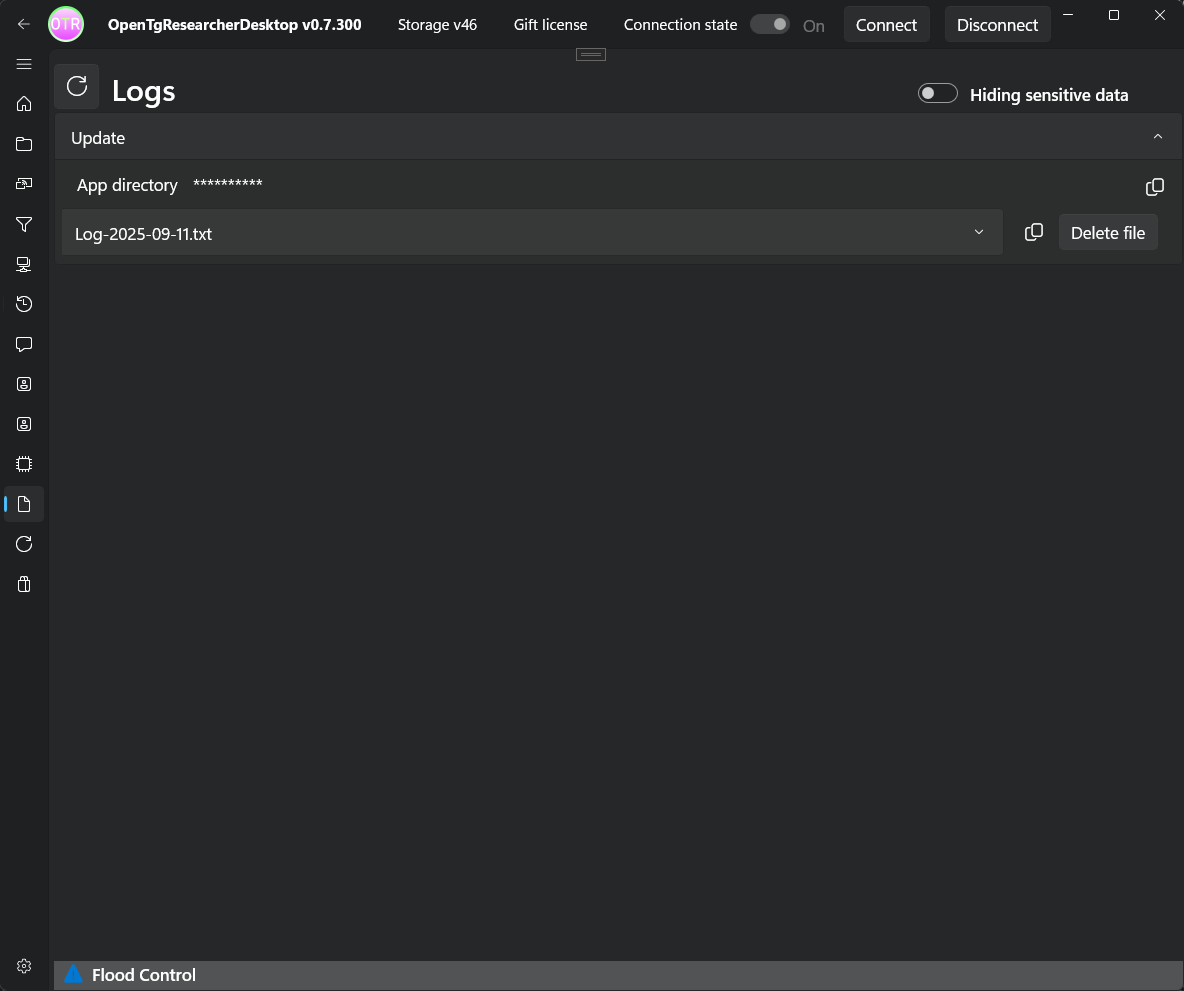 OTR OpenTgResearcherDesktop v0.7.300 Storage v46 Gift license Connection state On Connect Disconnect
Logs Hiding sensitive data
Update
App directory **********
Log-2025-09-11.txt Delete file
Flood Control